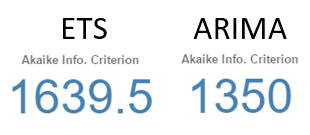 ETS
Akaike Info. Criterion
1639.5
ARIMA
Akaike Info. Criterion
1350